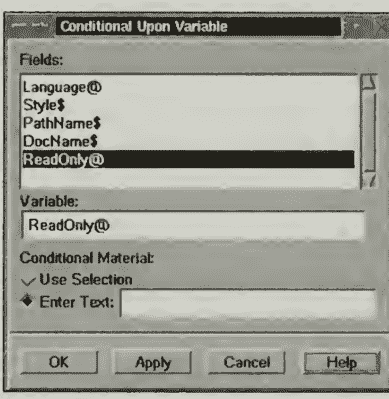 Conditional Upon Variable
Fields:
Language@
Style$
PathName$
DocName$
ReadOnly@
Variable:
ReadOnly@
Conditional Material:
Use Selection
Enter Text:
OK Apply Cancel Help